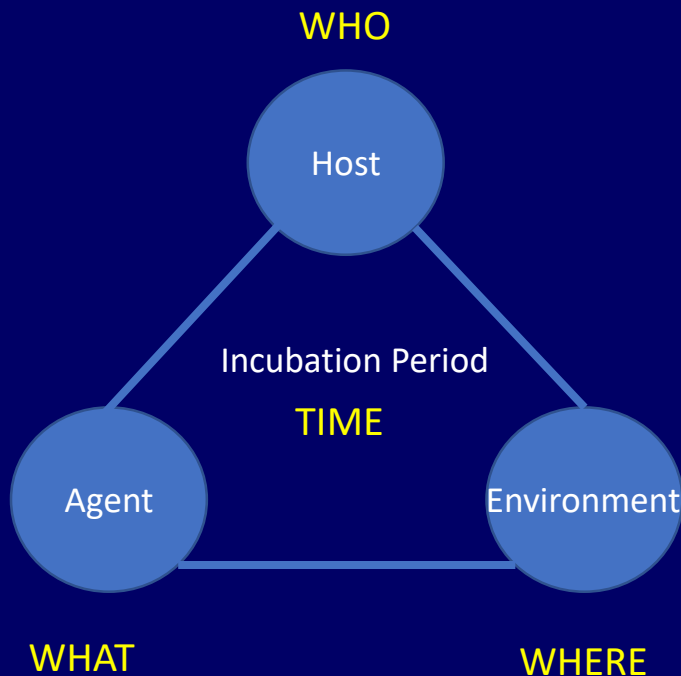 WHO
Host
Incubation Period
TIME
Agent
Environment
WHAT
WHERE